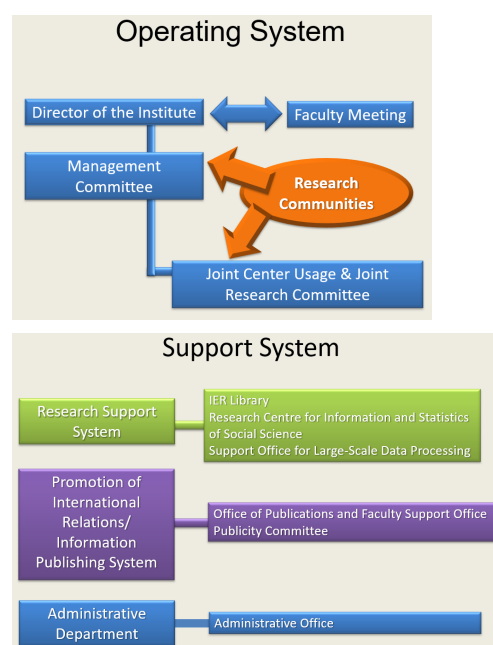 Operating System
Director of the Institute
Faculty Meeting
Management
Committee
Research
Communities
Joint Center Usage & Joint
Research Committee
Support System
Research Support
System
IER Library
Research Centre for Information and Statistics
of Social Science
Support Office for Large-Scale Data Processing
Promotion of
International
Relations/
Information
Publishing System
Office of Publications and Faculty Support Office
Publicity Committee
Administrative
Department
Administrative Office